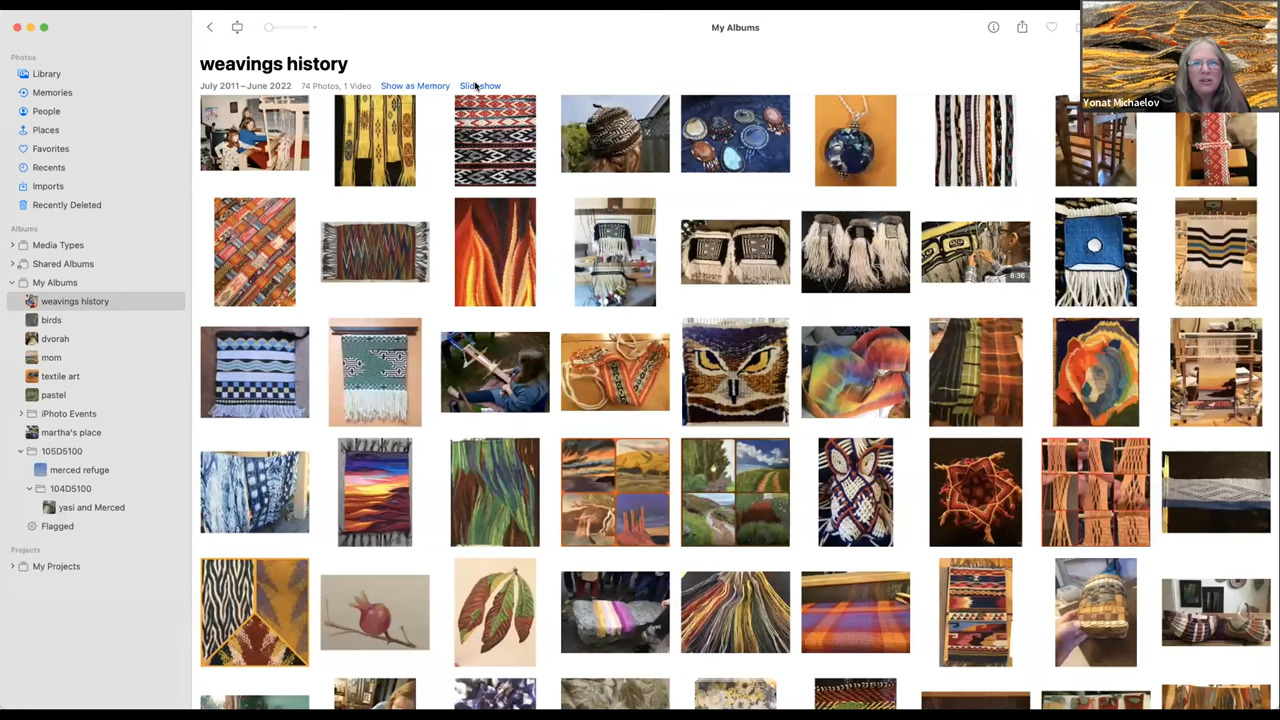 My Albums
Photos
Library
Memories
People
Places
Favorites
Recents
Imports
Recently Deleted
Albums
Media Types
Shared Albums
My Albums
weavings history
birds
dvorah
mom
textile art
pastel
iPhoto Events
martha's place
105D5100
merced refuge
104D5100
yasi and Merced
Flagged
Projects
My Projects
weavings history
July 2011 – June 2022 74 Photos, 1 Video Show as Memory Slideshow
8:36
Yonat Michaelov